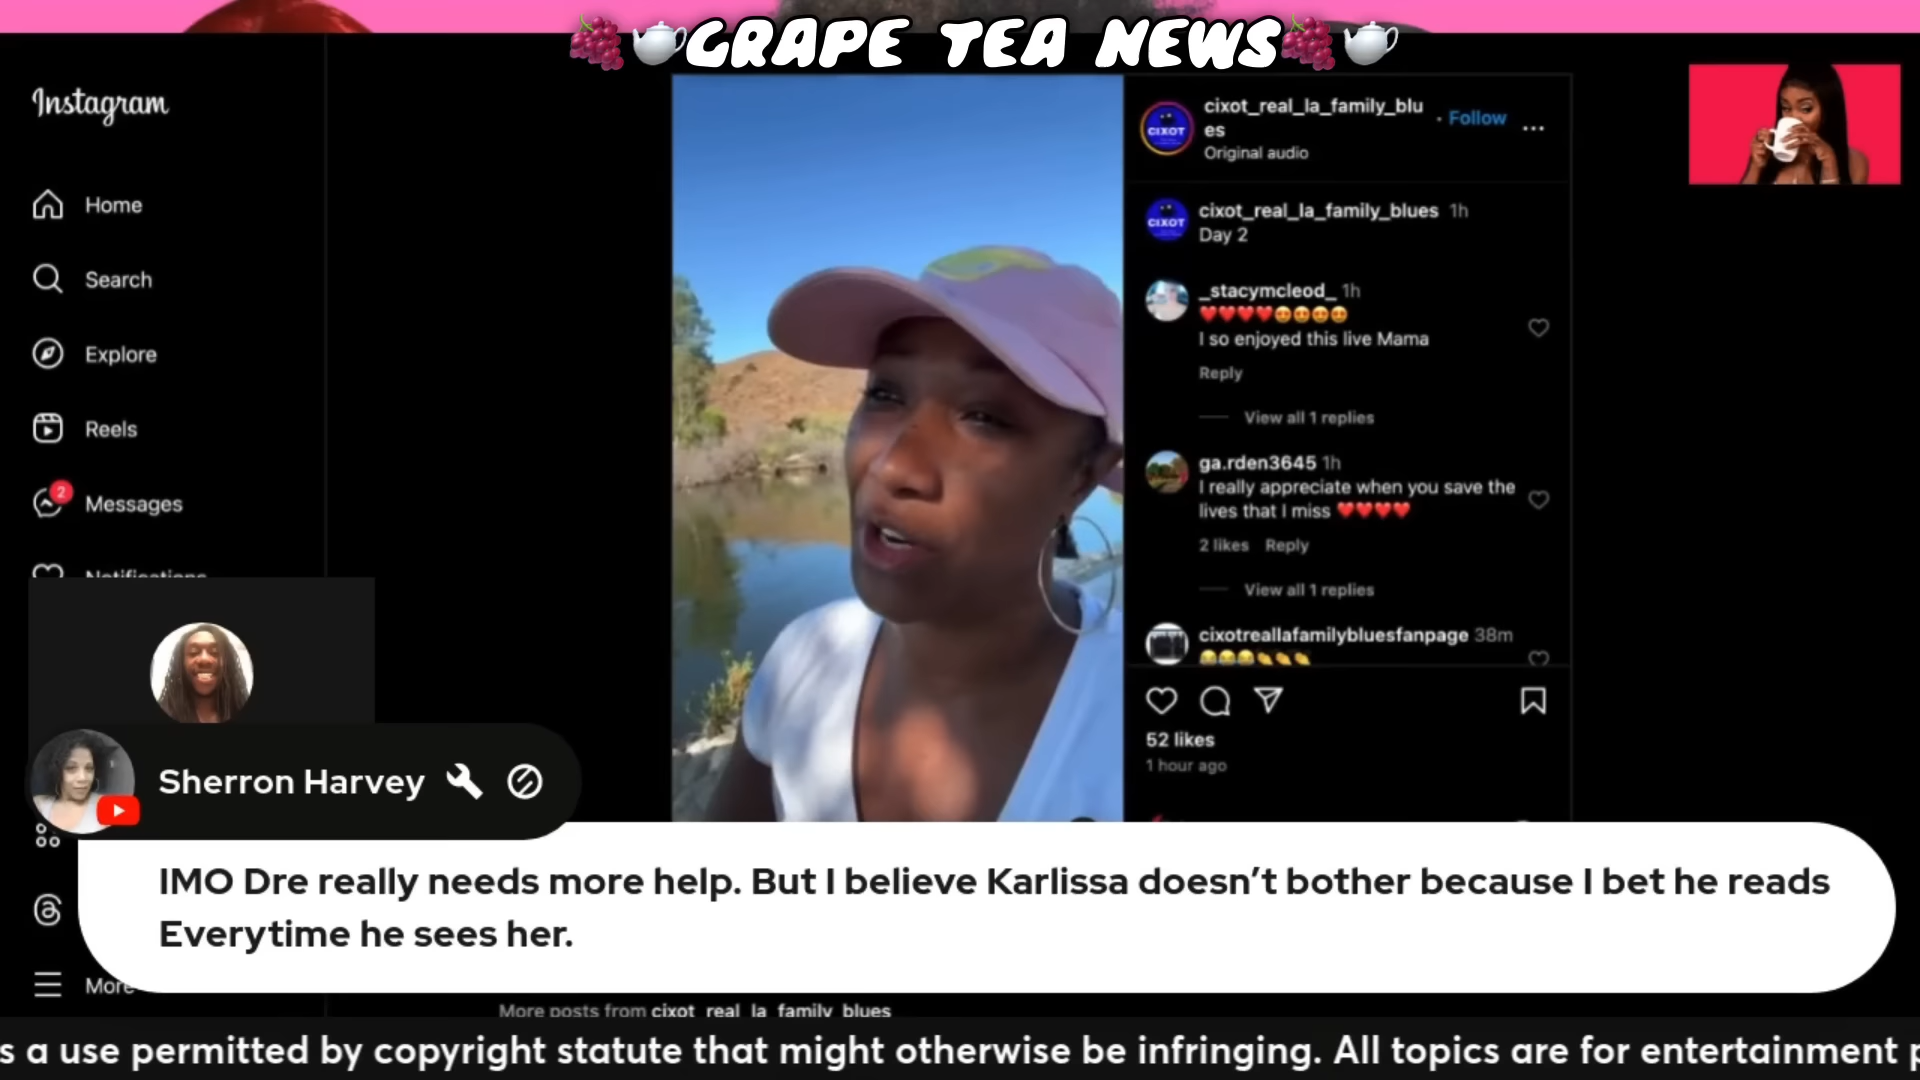 GRAPE TEA NEWS
Instagram
Home
Search
Explore
Reels
2
Messages
Notifications
More
CIXOT
cixot_real_la_family_blu
es
• Follow
Original audio
CIXOT
cixot_real_la_family_blues 1h
Day 2
_stacymcleod_ 1h
❤️❤️❤️❤️😍😍😍😍
I so enjoyed this live Mama
Reply
View all 1 replies
ga.rden3645 1h
I really appreciate when you save the
lives that I miss ❤️❤️❤️❤️
2 likes Reply
View all 1 replies
cixotreallafamilybluesfanpage 38m
😂😂😂👏👏👏
52 likes
1 hour ago
Sherron Harvey
IMO Dre really needs more help. But I believe Karlissa doesn’t bother because I bet he reads
Everytime he sees her.
More posts from cixot_real_la_family_blues
s a use permitted by copyright statute that might otherwise be infringing. All topics are for entertainment p